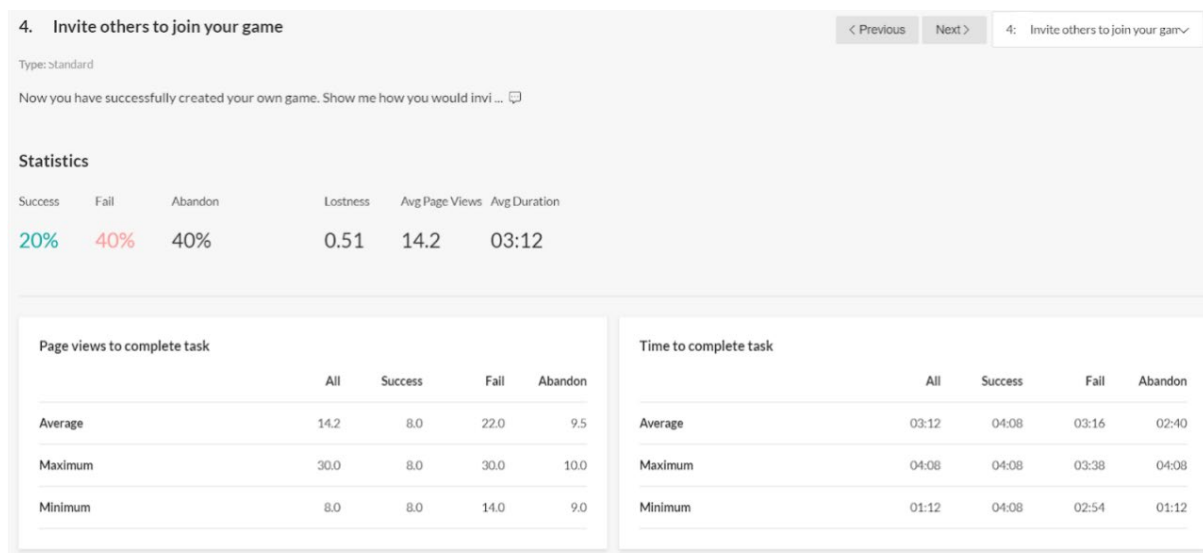 4. Invite others to join your game
< Previous Next > 4: Invite others to join your gam
Type: Standard
Now you have successfully created your own game. Show me how you would invi ...
Statistics
Success Fail Abandon Lostness Avg Page Views Avg Duration
20% 40% 40% 0.51 14.2 03:12
Page views to complete task
All Success Fail Abandon
Average 14.2 8.0 22.0 9.5
Maximum 30.0 8.0 30.0 10.0
Minimum 8.0 8.0 14.0 9.0
Time to complete task
All Success Fail Abandon
Average 03:12 04:08 03:16 02:40
Maximum 04:08 04:08 03:38 04:08
Minimum 01:12 04:08 02:54 01:12